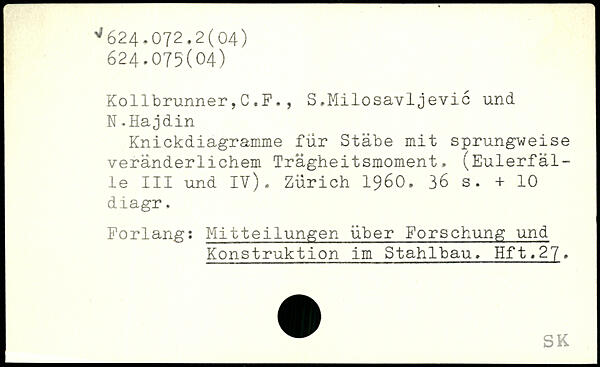 √624.072.2(04)
624.075(04)
Kollbrunner,C.F., S.Milosavljević und
N.Hajdin
Knickdiagramme für Stäbe mit sprungweise
veränderlichem Trägheitsmoment. (Eulerfäl-
le III und IV). Zürich 1960. 36 s. + 10
diagr.
Forlang: Mitteilungen über Forschung und
Konstruktion im Stahlbau. Hft.27.
SK